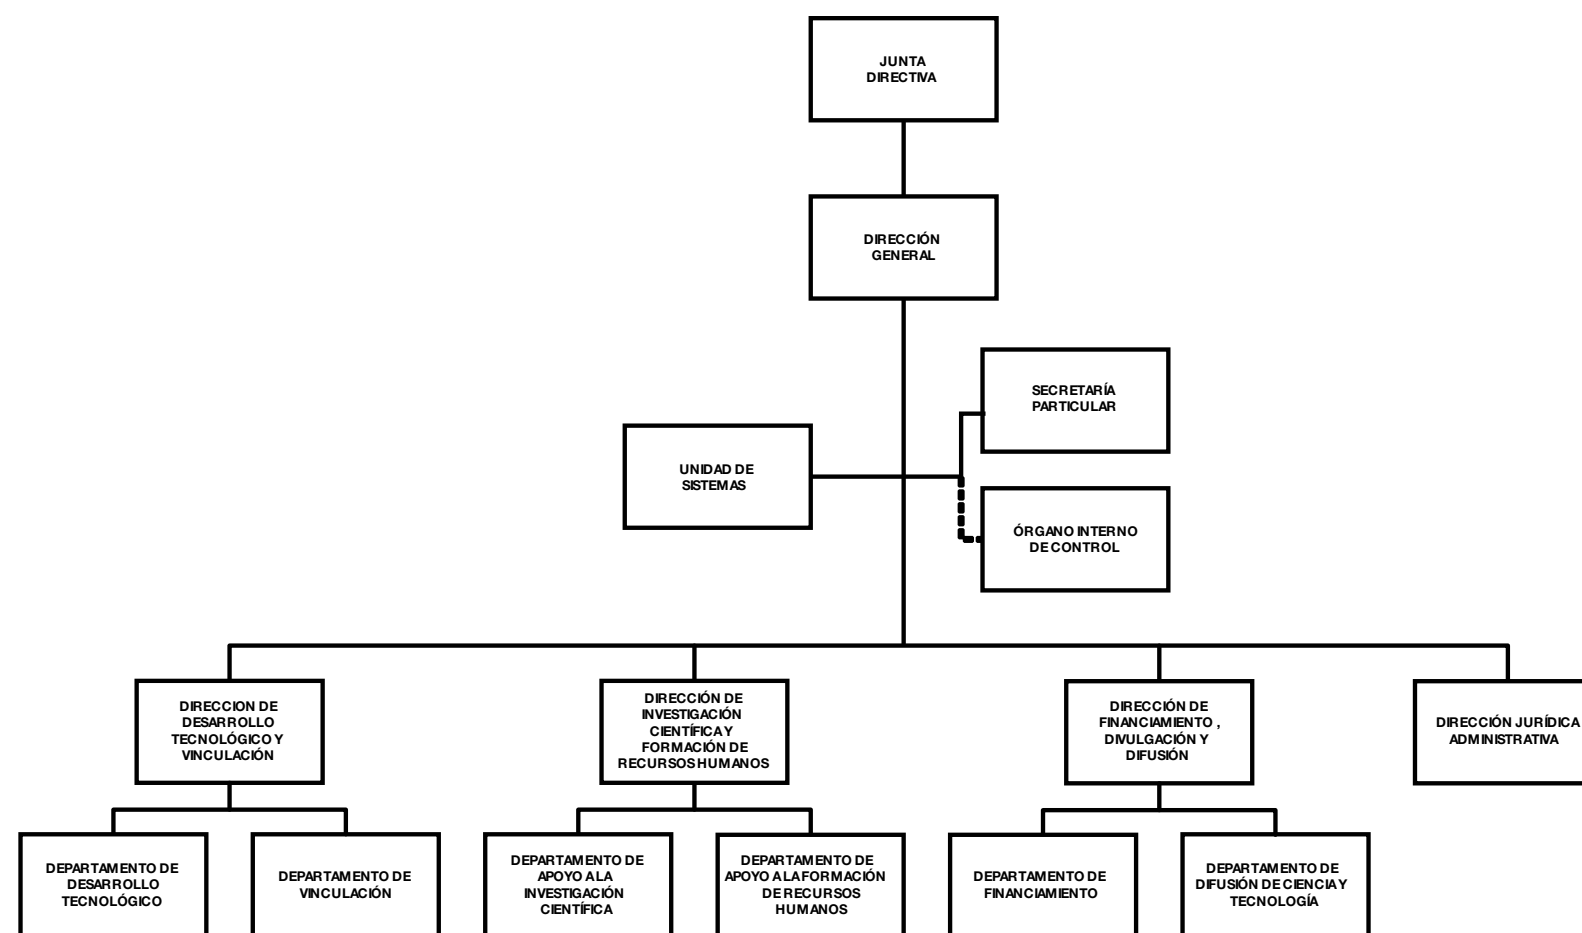 JUNTA
DIRECTIVA
DIRECCIÓN
GENERAL
SECRETARÍA
PARTICULAR
UNIDAD DE
SISTEMAS
ÓRGANO INTERNO
DE CONTROL
DIRECCION DE
DESARROLLO
TECNOLÓGICO Y
VINCULACIÓN
DIRECCIÓN DE
INVESTIGACIÓN
CIENTÍFICA Y
FORMACIÓN DE
RECURSOS HUMANOS
DIRECCIÓN DE
FINANCIAMIENTO ,
DIVULGACIÓN Y
DIFUSIÓN
DIRECCIÓN JURÍDICA
ADMINISTRATIVA
DEPARTAMENTO DE
DESARROLLO
TECNOLÓGICO
DEPARTAMENTO DE
VINCULACIÓN
DEPARTAMENTO DE
APOYO A LA
INVESTIGACIÓN
CIENTÍFICA
DEPARTAMENTO DE
APOYO A LA FORMACIÓN
DE RECURSOS
HUMANOS
DEPARTAMENTO DE
FINANCIAMIENTO
DEPARTAMENTO DE
DIFUSIÓN DE CIENCIA Y
TECNOLOGÍA